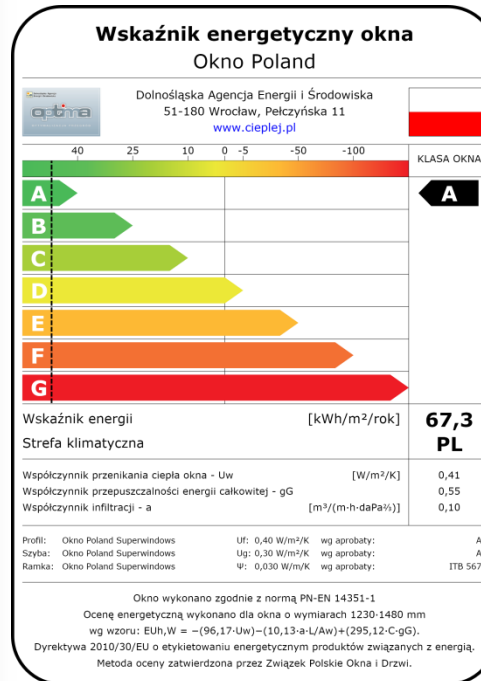 Wskaźnik energetyczny okna
Okno Poland
optima
Dolnośląska Agencja Energii i Środowiska
51-180 Wrocław, Pełczyńska 11
www.cieplej.pl
40 25 10 0 -5 -50 -100
KLASA OKNA
A
A
B
C
D
E
F
G
Wskaźnik energii [kWh/m²/rok] 67,3
Strefa klimatyczna PL
Współczynnik przenikania ciepła okna - Uw [W/m²/K] 0,41
Współczynnik przepuszczalności energii całkowitej - gG 0,55
Współczynnik infiltracji - a [m³/(m·h·daPa⅔)] 0,10
Profil: Okno Poland Superwindows Uf: 0,40 W/m²/K wg aprobaty: A
Szyba: Okno Poland Superwindows Ug: 0,30 W/m²/K wg aprobaty: A
Ramka: Okno Poland Superwindows Ψ: 0,030 W/m/K wg aprobaty: ITB 567
Okno wykonano zgodnie z normą PN-EN 14351-1
Ocenę energetyczną wykonano dla okna o wymiarach 1230·1480 mm
wg wzoru: EUh,W = −(96,17·Uw)−(10,13·a·L/Aw)+(295,12·C·gG).
Dyrektywa 2010/30/EU o etykietowaniu energetycznym produktów związanych z energią.
Metoda oceny zatwierdzona przez Związek Polskie Okna i Drzwi.